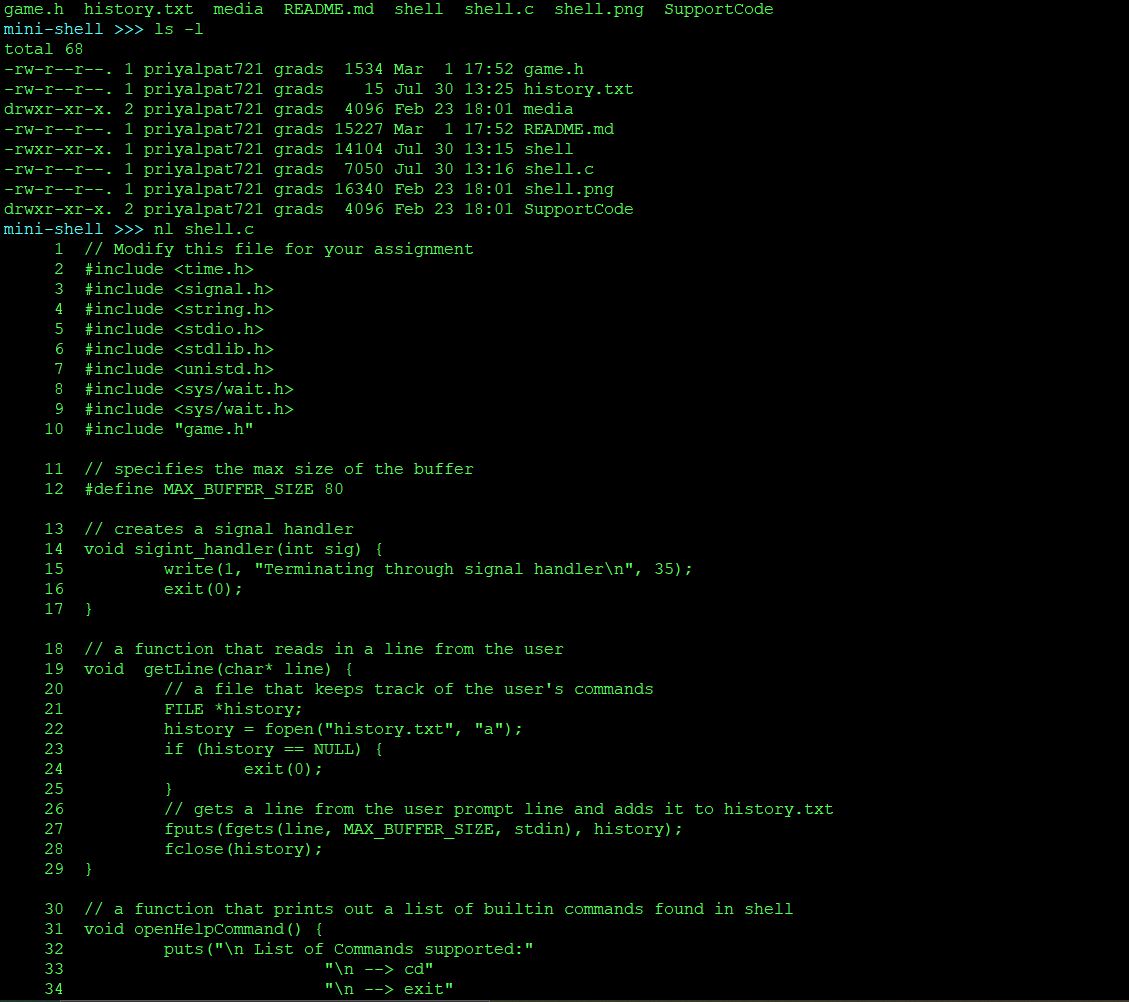 game.h  history.txt  media  README.md  shell  shell.c  shell.png  SupportCode
mini-shell >>> ls -l
total 68
-rw-r--r--. 1 priyalpat721 grads  1534 Mar  1 17:52 game.h
-rw-r--r--. 1 priyalpat721 grads    15 Jul 30 13:25 history.txt
drwxr-xr-x. 2 priyalpat721 grads  4096 Feb 23 18:01 media
-rw-r--r--. 1 priyalpat721 grads 15227 Mar  1 17:52 README.md
-rwxr-xr-x. 1 priyalpat721 grads 14104 Jul 30 13:15 shell
-rw-r--r--. 1 priyalpat721 grads  7050 Jul 30 13:16 shell.c
-rw-r--r--. 1 priyalpat721 grads 16340 Feb 23 18:01 shell.png
drwxr-xr-x. 2 priyalpat721 grads  4096 Feb 23 18:01 SupportCode
mini-shell >>> nl shell.c
     1  // Modify this file for your assignment
     2  #include <time.h>
     3  #include <signal.h>
     4  #include <string.h>
     5  #include <stdio.h>
     6  #include <stdlib.h>
     7  #include <unistd.h>
     8  #include <sys/wait.h>
     9  #include <sys/wait.h>
    10  #include "game.h"
    11  // specifies the max size of the buffer
    12  #define MAX_BUFFER_SIZE 80
    13  // creates a signal handler
    14  void sigint_handler(int sig) {
    15          write(1, "Terminating through signal handler\n", 35);
    16          exit(0);
    17  }
    18  // a function that reads in a line from the user
    19  void  getLine(char* line) {
    20          // a file that keeps track of the user's commands
    21          FILE *history;
    22          history = fopen("history.txt", "a");
    23          if (history == NULL) {
    24                  exit(0);
    25          }
    26          // gets a line from the user prompt line and adds it to history.txt
    27          fputs(fgets(line, MAX_BUFFER_SIZE, stdin), history);
    28          fclose(history);
    29  }
    30  // a function that prints out a list of builtin commands found in shell
    31  void openHelpCommand() {
    32          puts("\n List of Commands supported:"
    33                          "\n --> cd"
    34                          "\n --> exit"